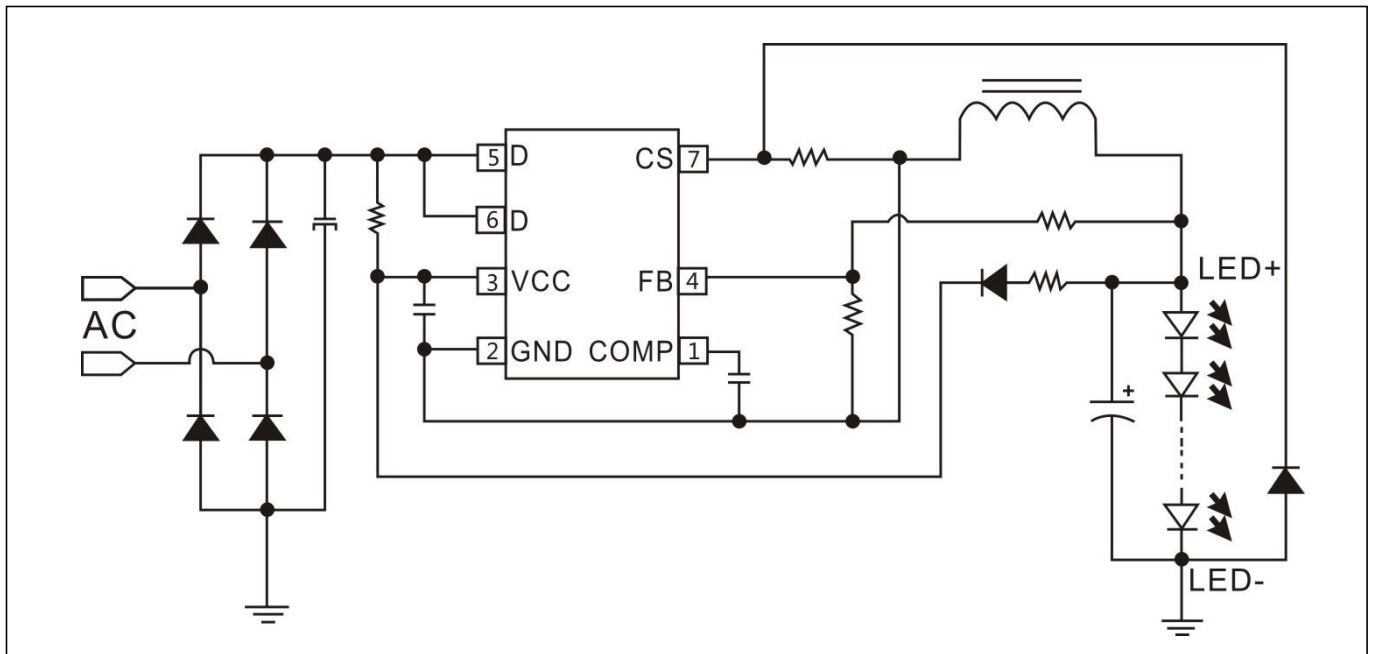 5 D CS 7
6 D
LED+
3 VCC FB 4
AC
2 GND COMP 1
+
LED-